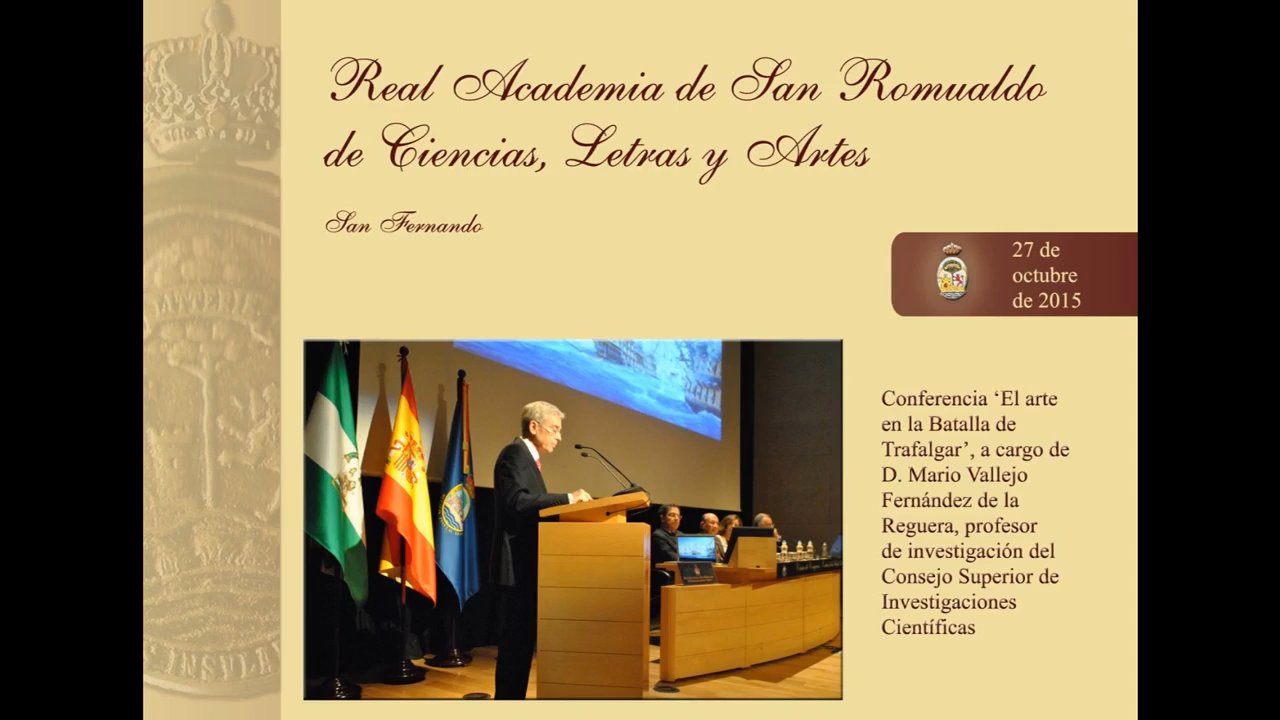 Real Academia de San Romualdo
de Ciencias, Letras y Artes
San Fernando
27 de
octubre
de 2015
Conferencia ‘El arte
en la Batalla de
Trafalgar’, a cargo de
D. Mario Vallejo
Fernández de la
Reguera, profesor
de investigación del
Consejo Superior de
Investigaciones
Científicas
INSULA